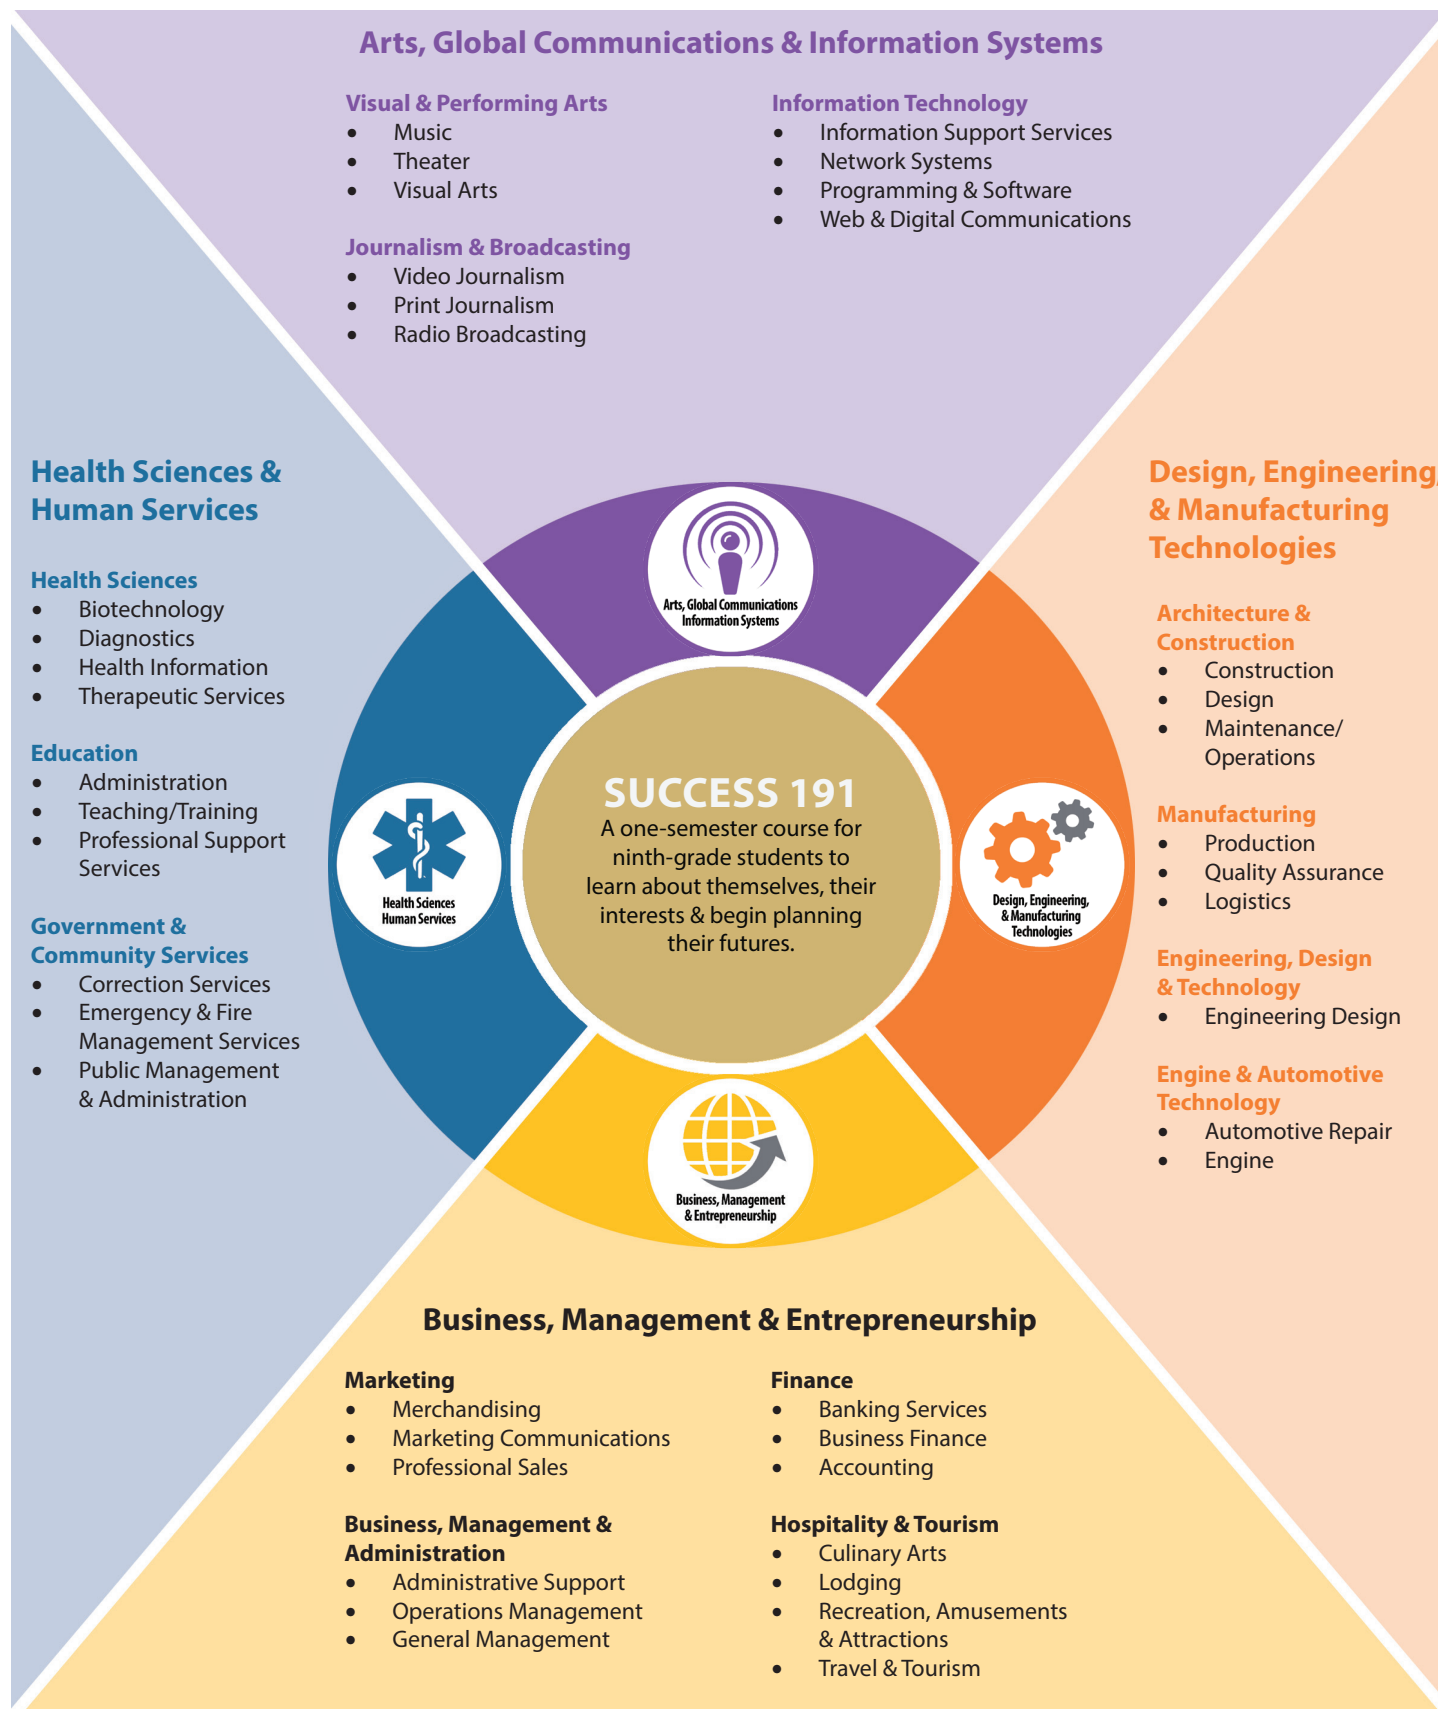 Arts, Global Communications & Information Systems
Visual & Performing Arts
• Music
• Theater
• Visual Arts
Journalism & Broadcasting
• Video Journalism
• Print Journalism
• Radio Broadcasting
Information Technology
• Information Support Services
• Network Systems
• Programming & Software
• Web & Digital Communications
Health Sciences &
Human Services
Health Sciences
• Biotechnology
• Diagnostics
• Health Information
• Therapeutic Services
Education
• Administration
• Teaching/Training
• Professional Support
Services
Government &
Community Services
• Correction Services
• Emergency & Fire
Management Services
• Public Management
& Administration
Arts, Global Communications
Information Systems
Health Sciences
Human Services
SUCCESS 191
A one-semester course for
ninth-grade students to
learn about themselves, their
interests & begin planning
their futures.
Design, Engineering,
& Manufacturing
Technologies
Business, Management
& Entrepreneurship
Design, Engineering,
& Manufacturing
Technologies
Architecture &
Construction
• Construction
• Design
• Maintenance/
Operations
Manufacturing
• Production
• Quality Assurance
• Logistics
Engineering, Design
& Technology
• Engineering Design
Engine & Automotive
Technology
• Automotive Repair
• Engine
Business, Management & Entrepreneurship
Marketing
• Merchandising
• Marketing Communications
• Professional Sales
Business, Management &
Administration
• Administrative Support
• Operations Management
• General Management
Finance
• Banking Services
• Business Finance
• Accounting
Hospitality & Tourism
• Culinary Arts
• Lodging
• Recreation, Amusements
& Attractions
• Travel & Tourism